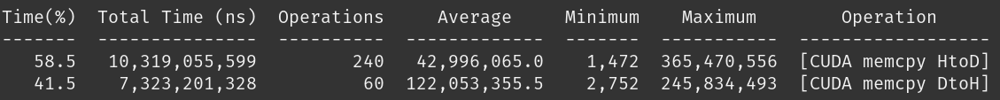 Time(%)  Total Time (ns)  Operations     Average     Minimum    Maximum        Operation
-------  ---------------  ----------  -------------  -------  -----------  ------------------
   58.5   10,319,055,599         240   42,996,065.0    1,472  365,470,556  [CUDA memcpy HtoD]
   41.5    7,323,201,328          60  122,053,355.5    2,752  245,834,493  [CUDA memcpy DtoH]